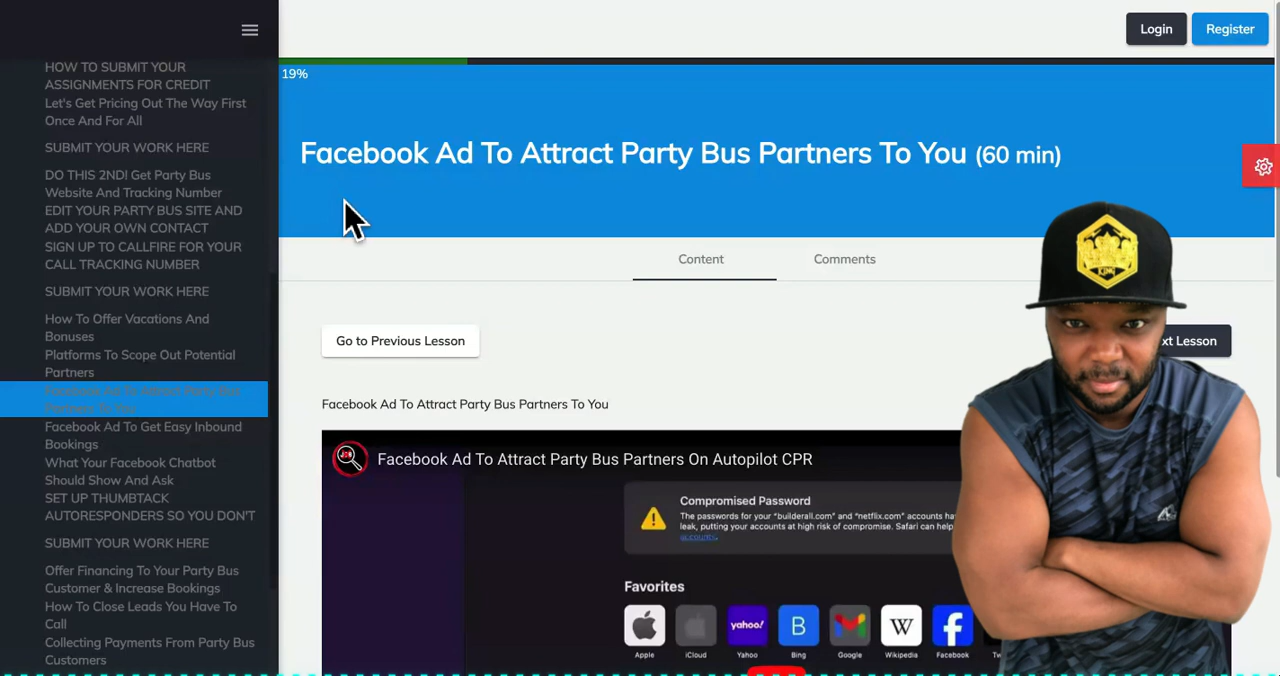 Login
Register
19%
Facebook Ad To Attract Party Bus Partners To You (60 min)
Content
Comments
HOW TO SUBMIT YOUR
ASSIGNMENTS FOR CREDIT
Let's Get Pricing Out The Way First
Once And For All
SUBMIT YOUR WORK HERE
DO THIS 2ND! Get Party Bus
Website And Tracking Number
EDIT YOUR PARTY BUS SITE AND
ADD YOUR OWN CONTACT
SIGN UP TO CALLFIRE FOR YOUR
CALL TRACKING NUMBER
SUBMIT YOUR WORK HERE
How To Offer Vacations And
Bonuses
Platforms To Scope Out Potential
Partners
Facebook Ad To Attract Party Bus
Partners To You
Facebook Ad To Get Easy Inbound
Bookings
What Your Facebook Chatbot
Should Show And Ask
SET UP THUMBTACK
AUTORESPONDERS SO YOU DON'T
SUBMIT YOUR WORK HERE
Offer Financing To Your Party Bus
Customer & Increase Bookings
How To Close Leads You Have To
Call
Collecting Payments From Party Bus
Customers
Go to Previous Lesson
xt Lesson
Facebook Ad To Attract Party Bus Partners To You
Facebook Ad To Attract Party Bus Partners On Autopilot CPR
Compromised Password
The passwords for your "builderall.com" and "netflix.com" accounts ha
leak, putting your accounts at high risk of compromise. Safari can help
accounts.
Favorites
yahoo!
B
W
Apple
iCloud
Yahoo
Bing
Google
Wikipedia
Facebook
Tw
KING